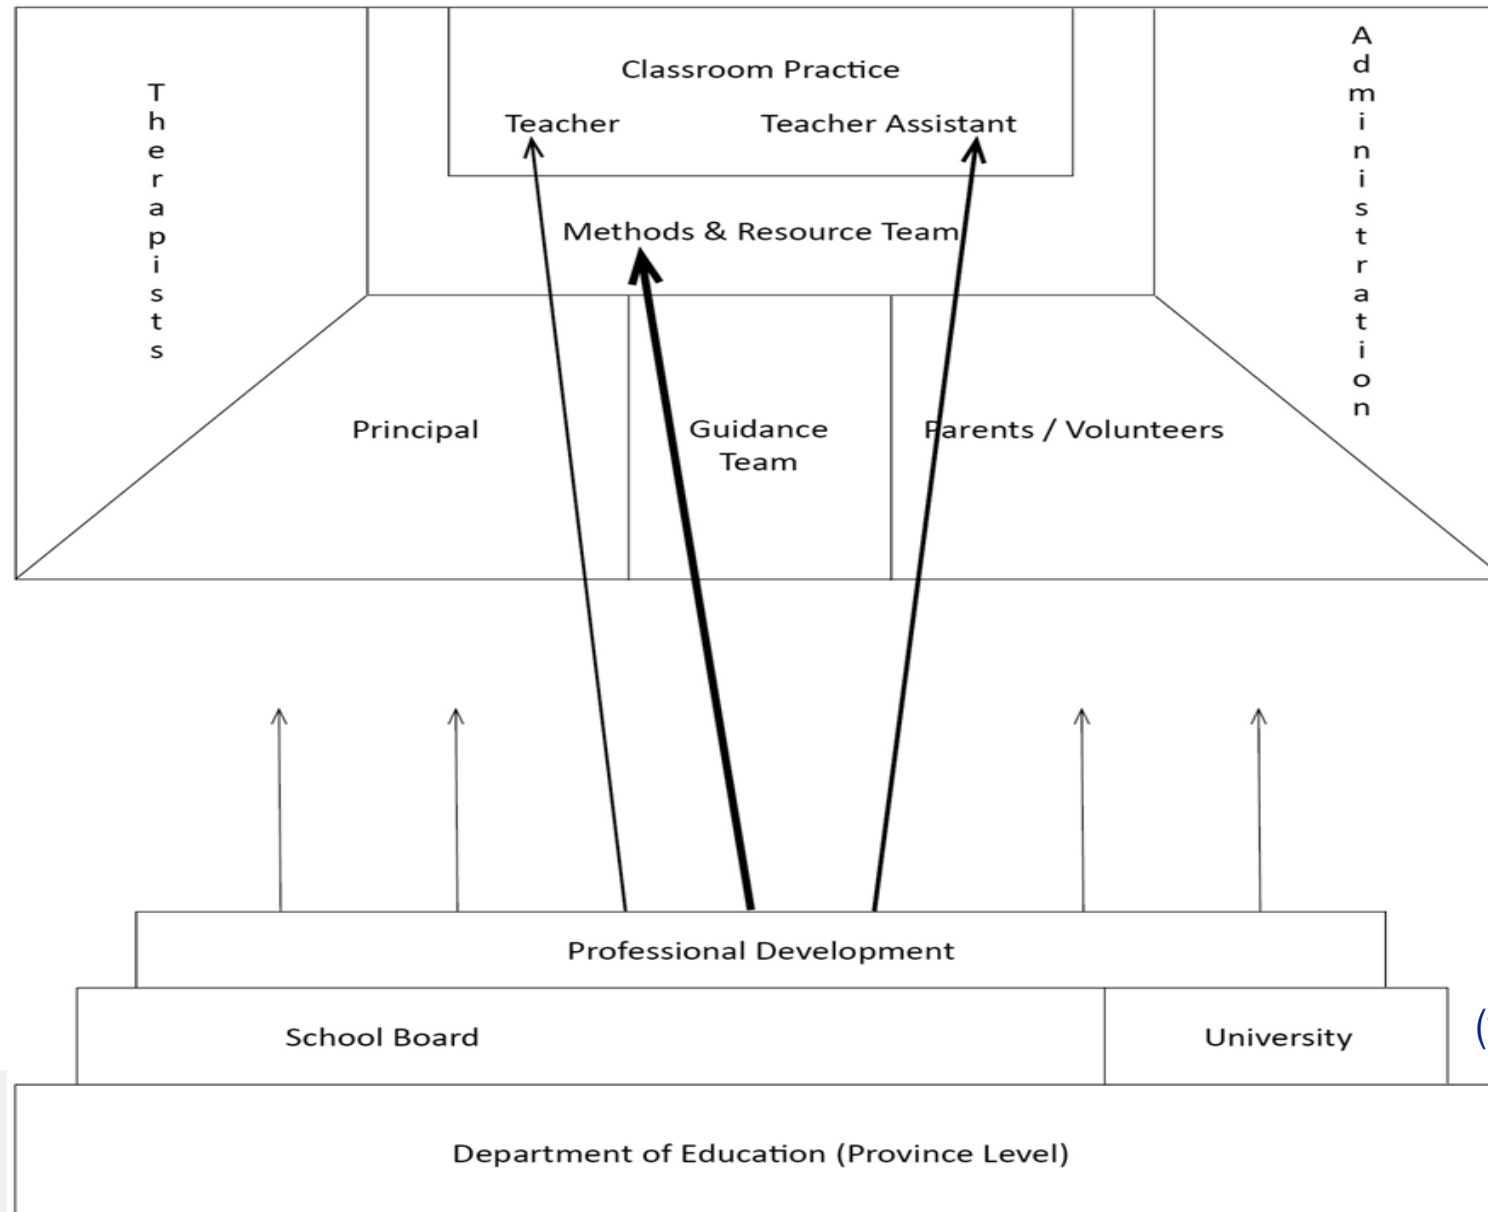 Therapists
Classroom Practice
Teacher Teacher Assistant
Methods & Resource Team
Administration
Principal
Guidance
Team
Parents / Volunteers
Professional Development
School Board
University
Department of Education (Province Level)